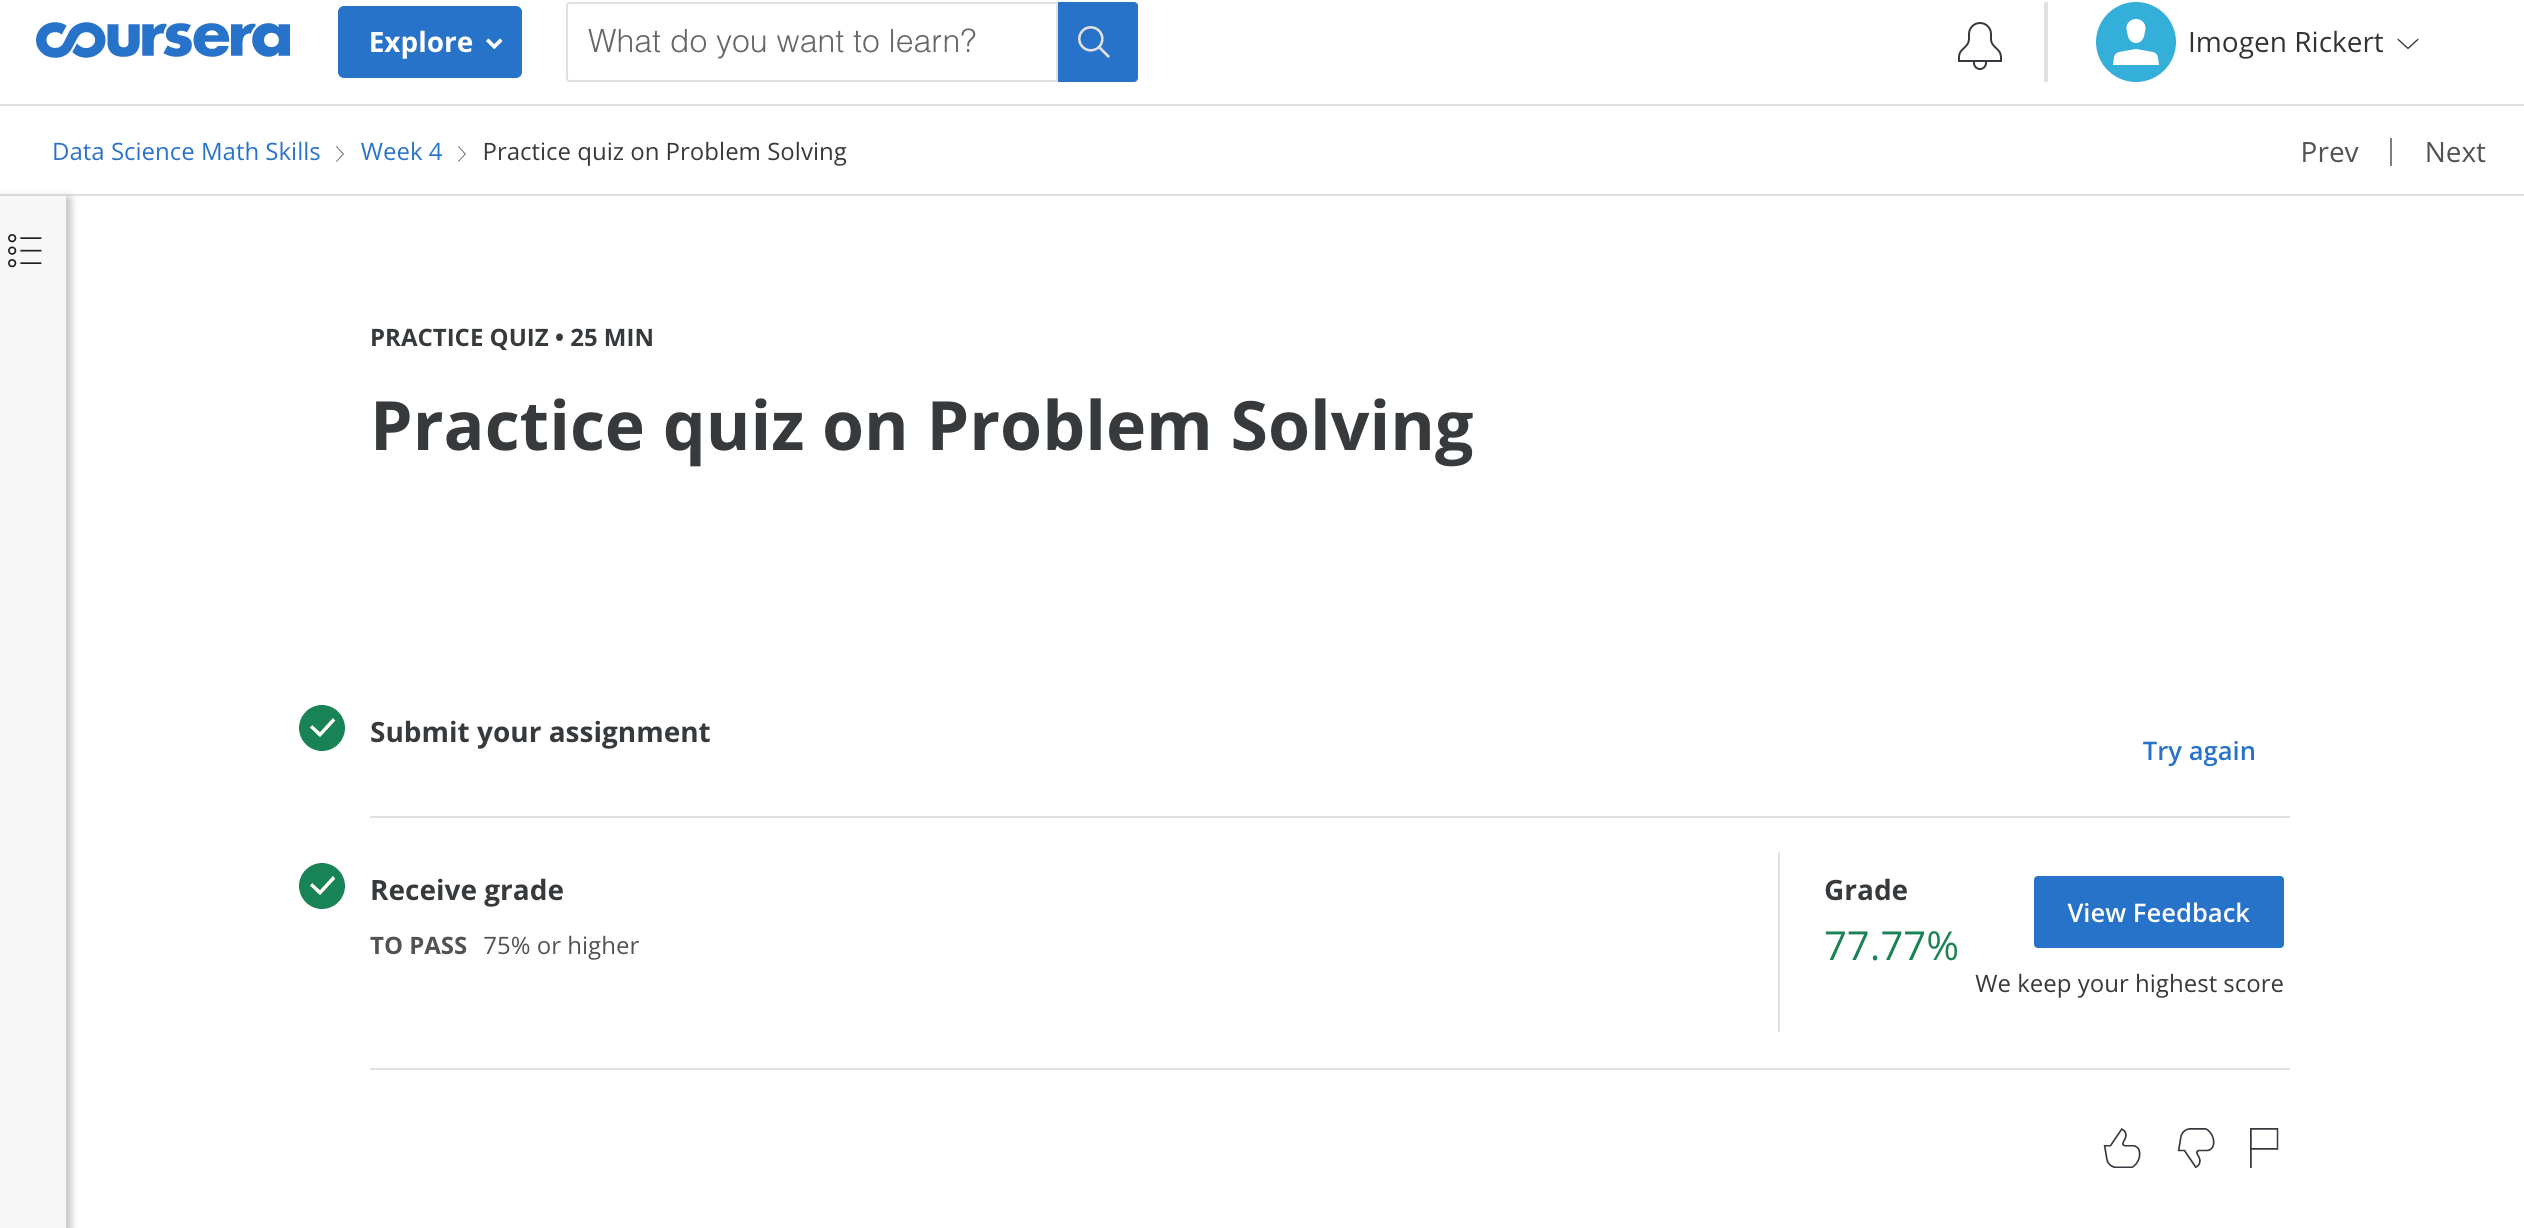 coursera
Explore
What do you want to learn?
Imogen Rickert
Data Science Math Skills > Week 4 > Practice quiz on Problem Solving
Prev | Next
PRACTICE QUIZ • 25 MIN
Practice quiz on Problem Solving
Submit your assignment
Try again
Receive grade
TO PASS 75% or higher
Grade
77.77%
View Feedback
We keep your highest score